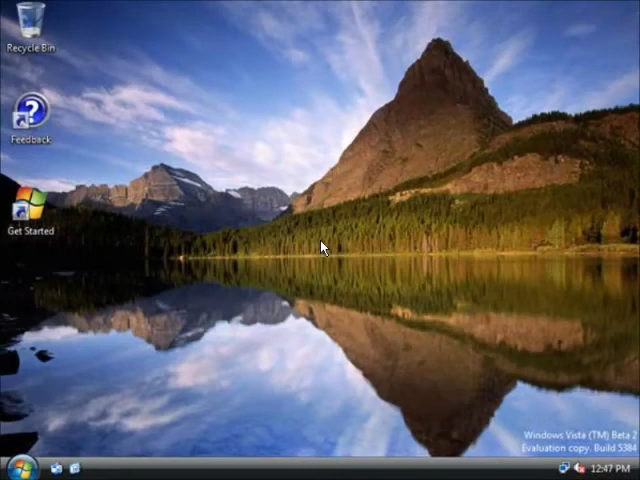 Recycle Bin
Feedback
Get Started
Windows Vista (TM) Beta 2
Evaluation copy. Build 5384
12:47 PM